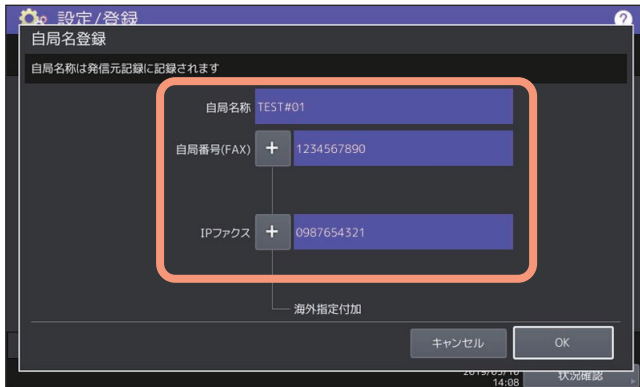 設定/登録 ?
自局名登録
自局名称は発信元記録に記録されます
自局名称 TEST#01
自局番号(FAX) + 1234567890
IPファクス + 0987654321
海外指定付加
キャンセル OK
状況確認
14:08